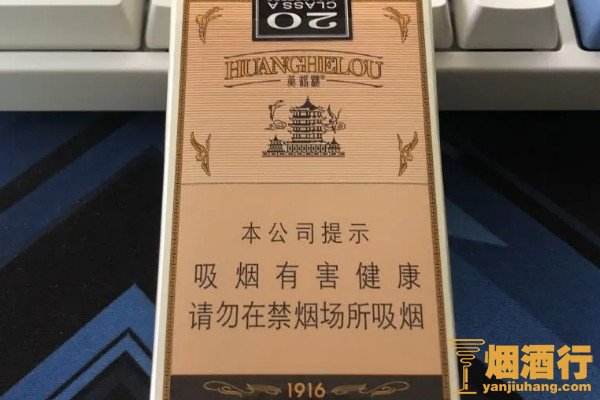 20
CLASS A
HUANGHELOU
黄鹤楼®
本公司提示
吸烟有害健康
请勿在禁烟场所吸烟
1916
烟酒行
yanjiuhang.com